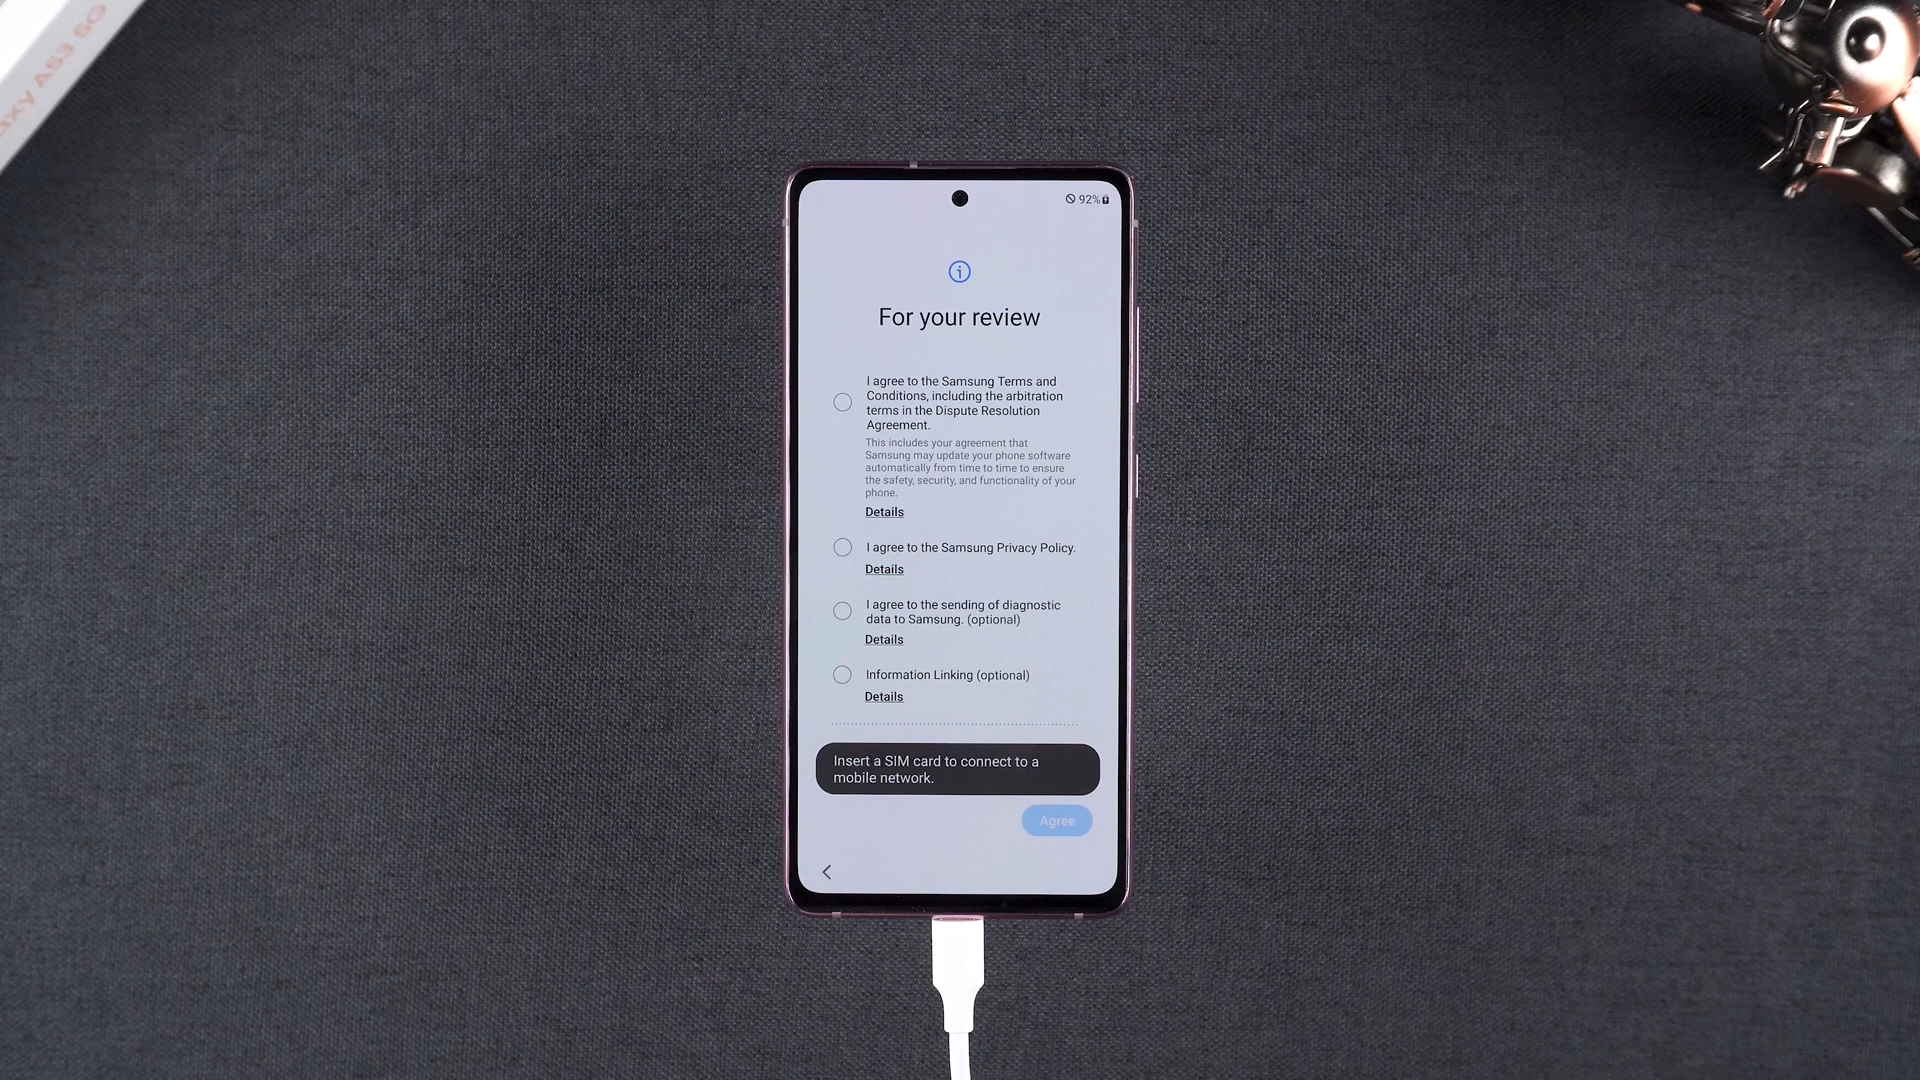 axy A53 5G
92%
For your review
I agree to the Samsung Terms and
Conditions, including the arbitration
terms in the Dispute Resolution
Agreement.
This includes your agreement that
Samsung may update your phone software
automatically from time to time to ensure
the safety, security, and functionality of your
phone.
Details
I agree to the Samsung Privacy Policy.
Details
I agree to the sending of diagnostic
data to Samsung. (optional)
Details
Information Linking (optional)
Details
Insert a SIM card to connect to a
mobile network.
Agree